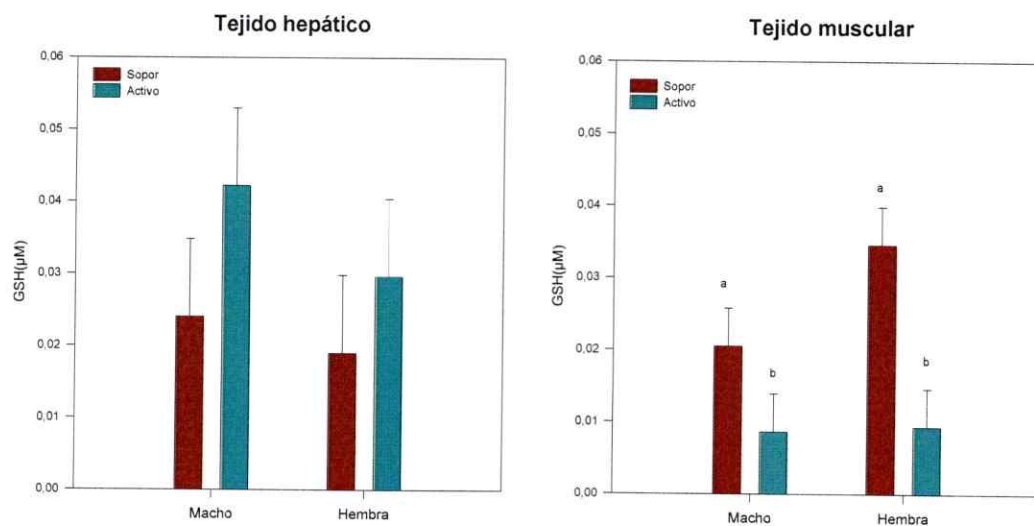 Tejido hepático
0,06
0,05
0,04
0,03
0,02
0,01
0,00
GSH(µM)
Sopor
Activo
Macho
Hembra
Tejido muscular
0,06
0,05
0,04
0,03
0,02
0,01
0,00
GSH(µM)
Sopor
Activo
a
b
a
b
Macho
Hembra